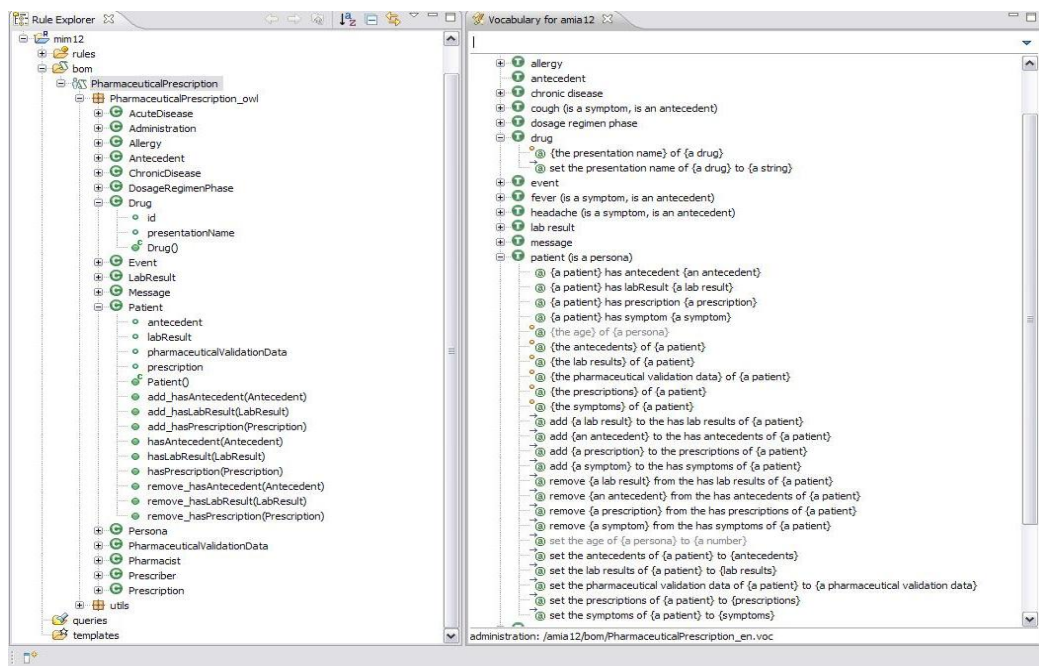 Rule Explorer
mim12
rules
bom
PharmaceuticalPrescription
PharmaceuticalPrescription_owl
AcuteDisease
Administration
Allergy
Antecedent
ChronicDisease
DosageRegimenPhase
Drug
id
presentationName
Drug()
Event
LabResult
Message
Patient
antecedent
labResult
pharmaceuticalValidationData
prescription
Patient()
add_hasAntecedent(Antecedent)
add_hasLabResult(LabResult)
add_hasPrescription(Prescription)
hasAntecedent(Antecedent)
hasLabResult(LabResult)
hasPrescription(Prescription)
remove_hasAntecedent(Antecedent)
remove_hasLabResult(LabResult)
remove_hasPrescription(Prescription)
Persona
PharmaceuticalValidationData
Pharmacist
Prescriber
Prescription
utils
queries
templates
Vocabulary for amia12
allergy
antecedent
chronic disease
cough (is a symptom, is an antecedent)
dosage regimen phase
drug
{the presentation name} of {a drug}
set the presentation name of {a drug} to {a string}
event
fever (is a symptom, is an antecedent)
headache (is a symptom, is an antecedent)
lab result
message
patient (is a persona)
{a patient} has antecedent {an antecedent}
{a patient} has labResult {a lab result}
{a patient} has prescription {a prescription}
{a patient} has symptom {a symptom}
{the age} of {a persona}
{the antecedents} of {a patient}
{the lab results} of {a patient}
{the pharmaceutical validation data} of {a patient}
{the prescriptions} of {a patient}
{the symptoms} of {a patient}
add {a lab result} to the has lab results of {a patient}
add {an antecedent} to the has antecedents of {a patient}
add {a prescription} to the prescriptions of {a patient}
add {a symptom} to the has symptoms of {a patient}
remove {a lab result} from the has lab results of {a patient}
remove {an antecedent} from the has antecedents of {a patient}
remove {a prescription} from the has prescriptions of {a patient}
remove {a symptom} from the has symptoms of {a patient}
set the age of {a persona} to {a number}
set the antecedents of {a patient} to {antecedents}
set the lab results of {a patient} to {lab results}
set the pharmaceutical validation data of {a patient} to {a pharmaceutical validation data}
set the prescriptions of {a patient} to {prescriptions}
set the symptoms of {a patient} to {symptoms}
administration: /amia12/bom/PharmaceuticalPrescription_en.voc